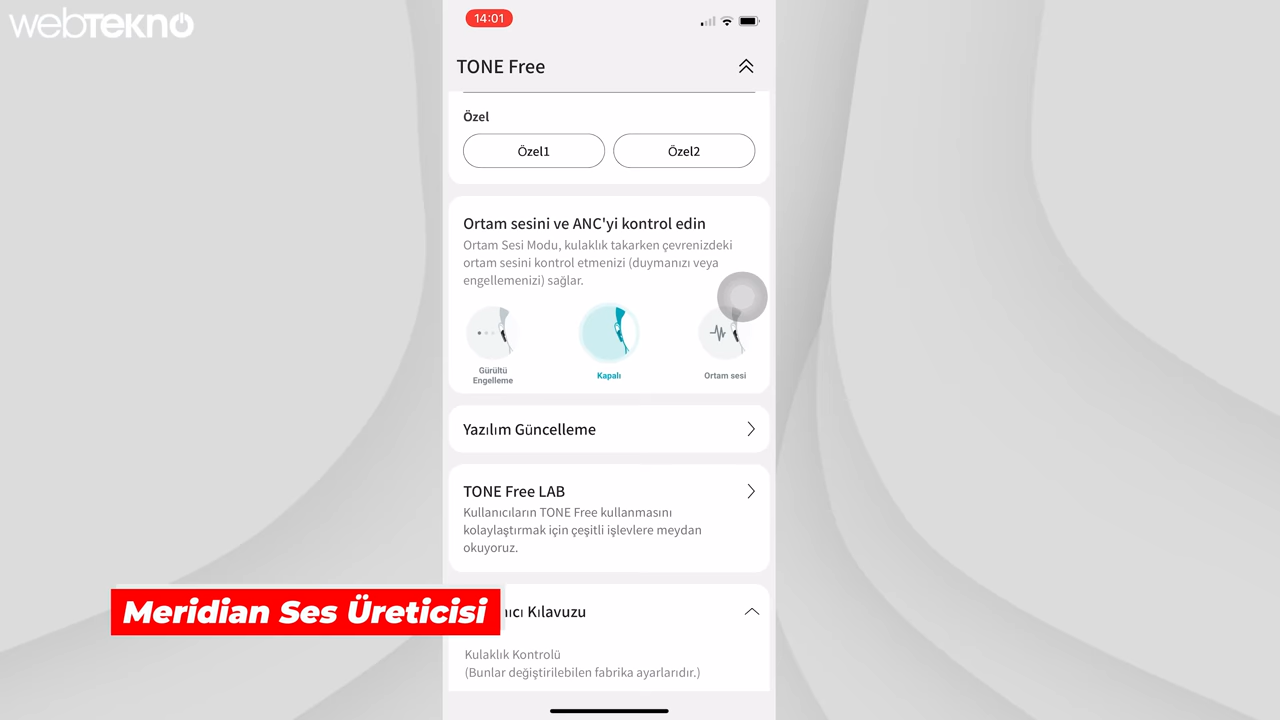 webTEKNO
14:01
TONE Free
Özel
Özel1
Özel2
Ortam sesini ve ANC'yi kontrol edin
Ortam Sesi Modu, kulaklık takarken çevrenizdeki
ortam sesini kontrol etmenizi (duymanızı veya
engellemenizi) sağlar.
Gürültü
Engelleme
Kapalı
Ortam sesi
Yazılım Güncelleme
TONE Free LAB
Kullanıcıların TONE Free kullanmasını
kolaylaştırmak için çeşitli işlevlere meydan
okuyoruz.
Meridian Ses Üreticisi
Kılavuzu
Kulaklık Kontrolü
(Bunlar değiştirilebilen fabrika ayarlarıdır.)